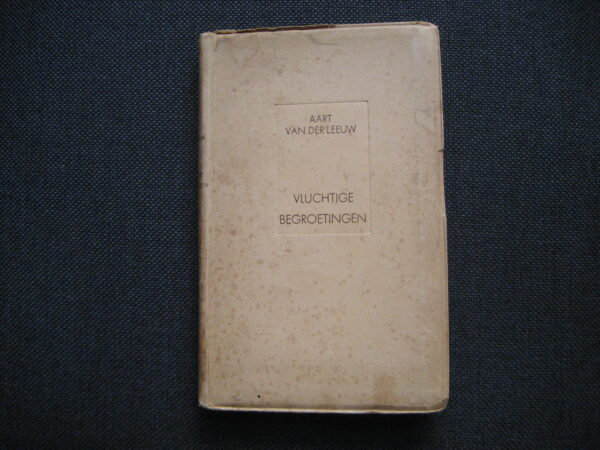 AART
VAN DER LEEUW
VLUCHTIGE
BEGROETINGEN